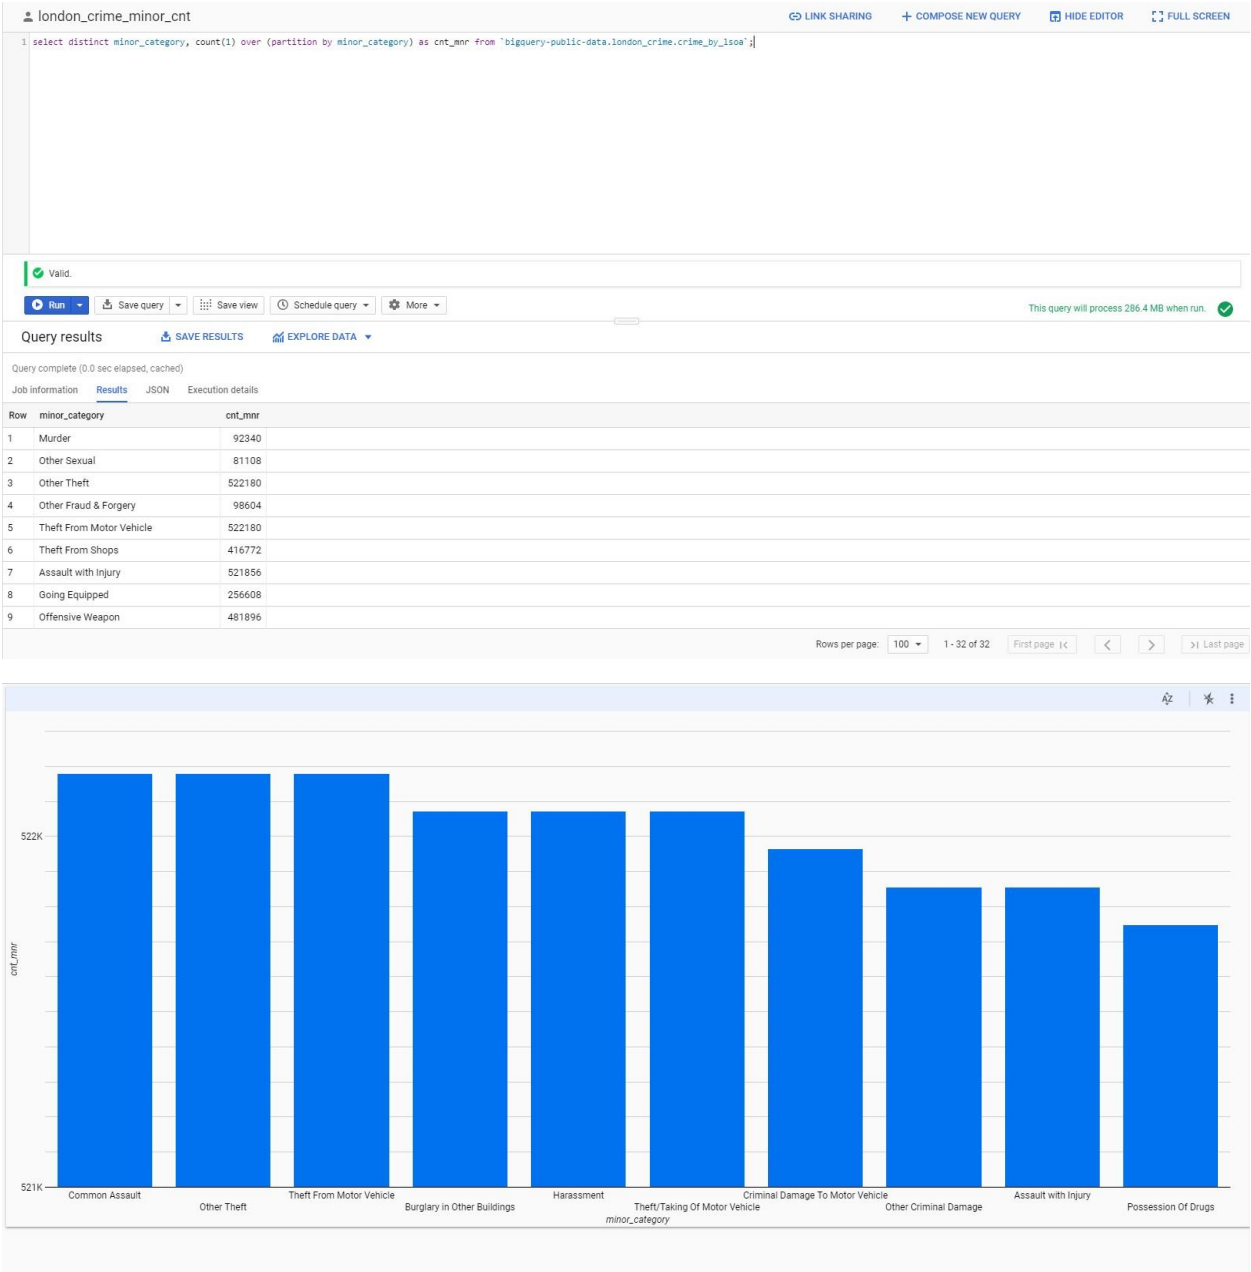 london_crime_minor_cnt
LINK SHARING + COMPOSE NEW QUERY HIDE EDITOR FULL SCREEN
1 select distinct minor_category, count(1) over (partition by minor_category) as cnt_mnr from `bigquery-public-data.london_crime.crime_by_lsoa`;
Valid.
Run Save query Save view Schedule query More
This query will process 286.4 MB when run.
Query results SAVE RESULTS EXPLORE DATA
Query complete (0.0 sec elapsed, cached)
Job information Results JSON Execution details
Row minor_category cnt_mnr
1 Murder 92340
2 Other Sexual 81108
3 Other Theft 522180
4 Other Fraud & Forgery 98604
5 Theft From Motor Vehicle 522180
6 Theft From Shops 416772
7 Assault with Injury 521856
8 Going Equipped 256608
9 Offensive Weapon 481896
Rows per page: 100 1 - 32 of 32 First page Last page
AZ
522K
cnt_mnr
521K
Common Assault Theft From Motor Vehicle Harassment Criminal Damage To Motor Vehicle Assault with Injury
Other Theft Burglary in Other Buildings Theft/Taking Of Motor Vehicle Other Criminal Damage Possession Of Drugs
minor_category